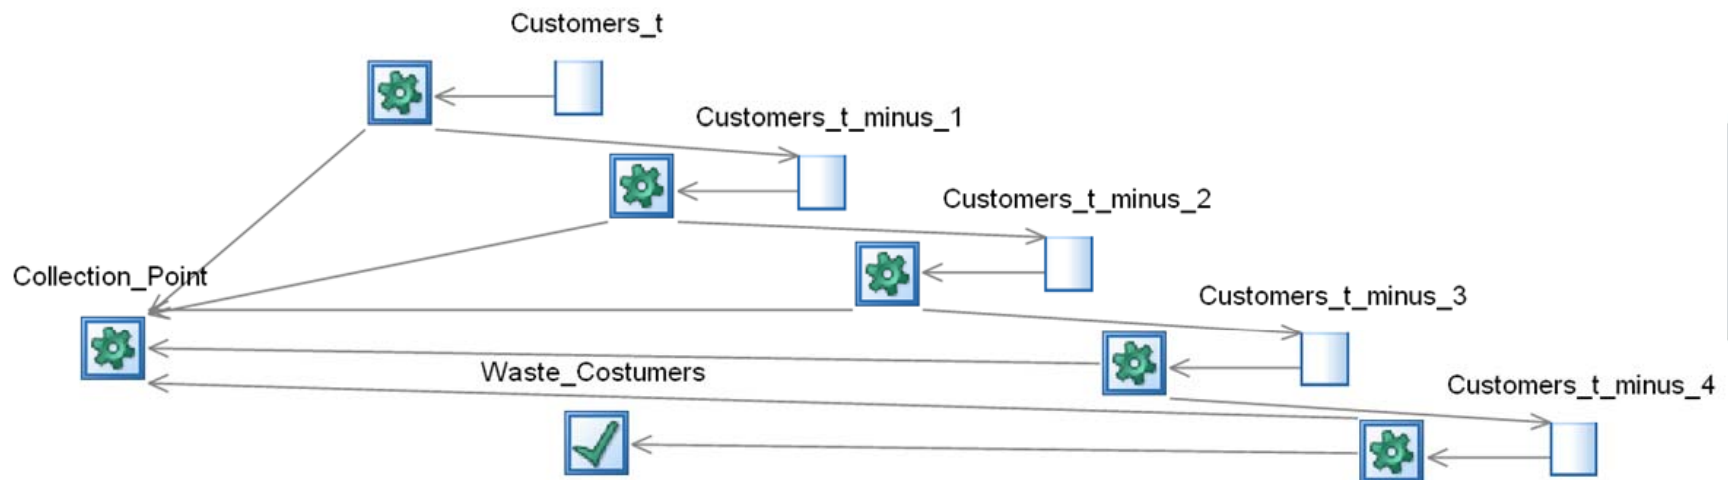 Customers_t
Customers_t_minus_1
Customers_t_minus_2
Collection_Point
Customers_t_minus_3
Waste_Costumers
Customers_t_minus_4